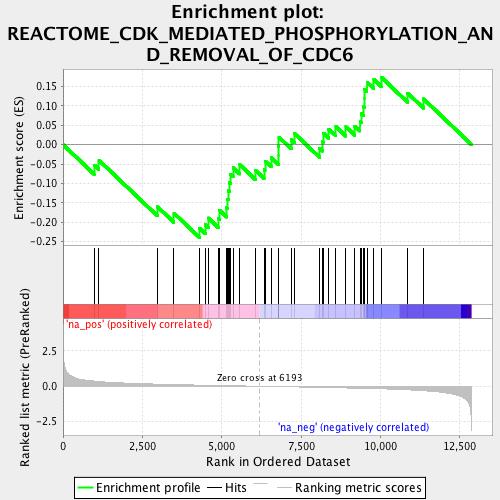 Enrichment plot:
REACTOME_CDK_MEDIATED_PHOSPHORYLATION_AN
D_REMOVAL_OF_CDC6
Enrichment score (ES)
0.15
0.10
0.05
0.00
-0.05
-0.10
-0.15
-0.20
-0.25
'na_pos' (positively correlated)
Ranked list metric (PreRanked)
2.5
0.0
-2.5
Zero cross at 6193
'na_neg' (negatively correlated)
0 2,500 5,000 7,500 10,000 12,500
Rank in Ordered Dataset
Enrichment profile Hits Ranking metric scores